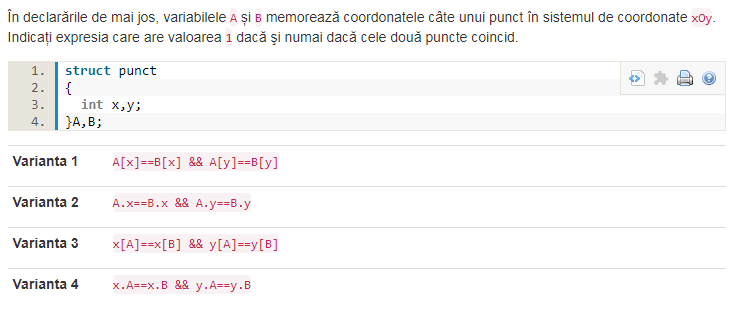 În declarările de mai jos, variabilele A și B memorează coordonatele câte unui punct în sistemul de coordonate xOy.
Indicați expresia care are valoarea 1 dacă şi numai dacă cele două puncte coincid.
1. struct punct
2. {
3. int x,y;
4. }A,B;
Varianta 1 A[x]==B[x] && A[y]==B[y]
Varianta 2 A.x==B.x && A.y==B.y
Varianta 3 x[A]==x[B] && y[A]==y[B]
Varianta 4 x.A==x.B && y.A==y.B